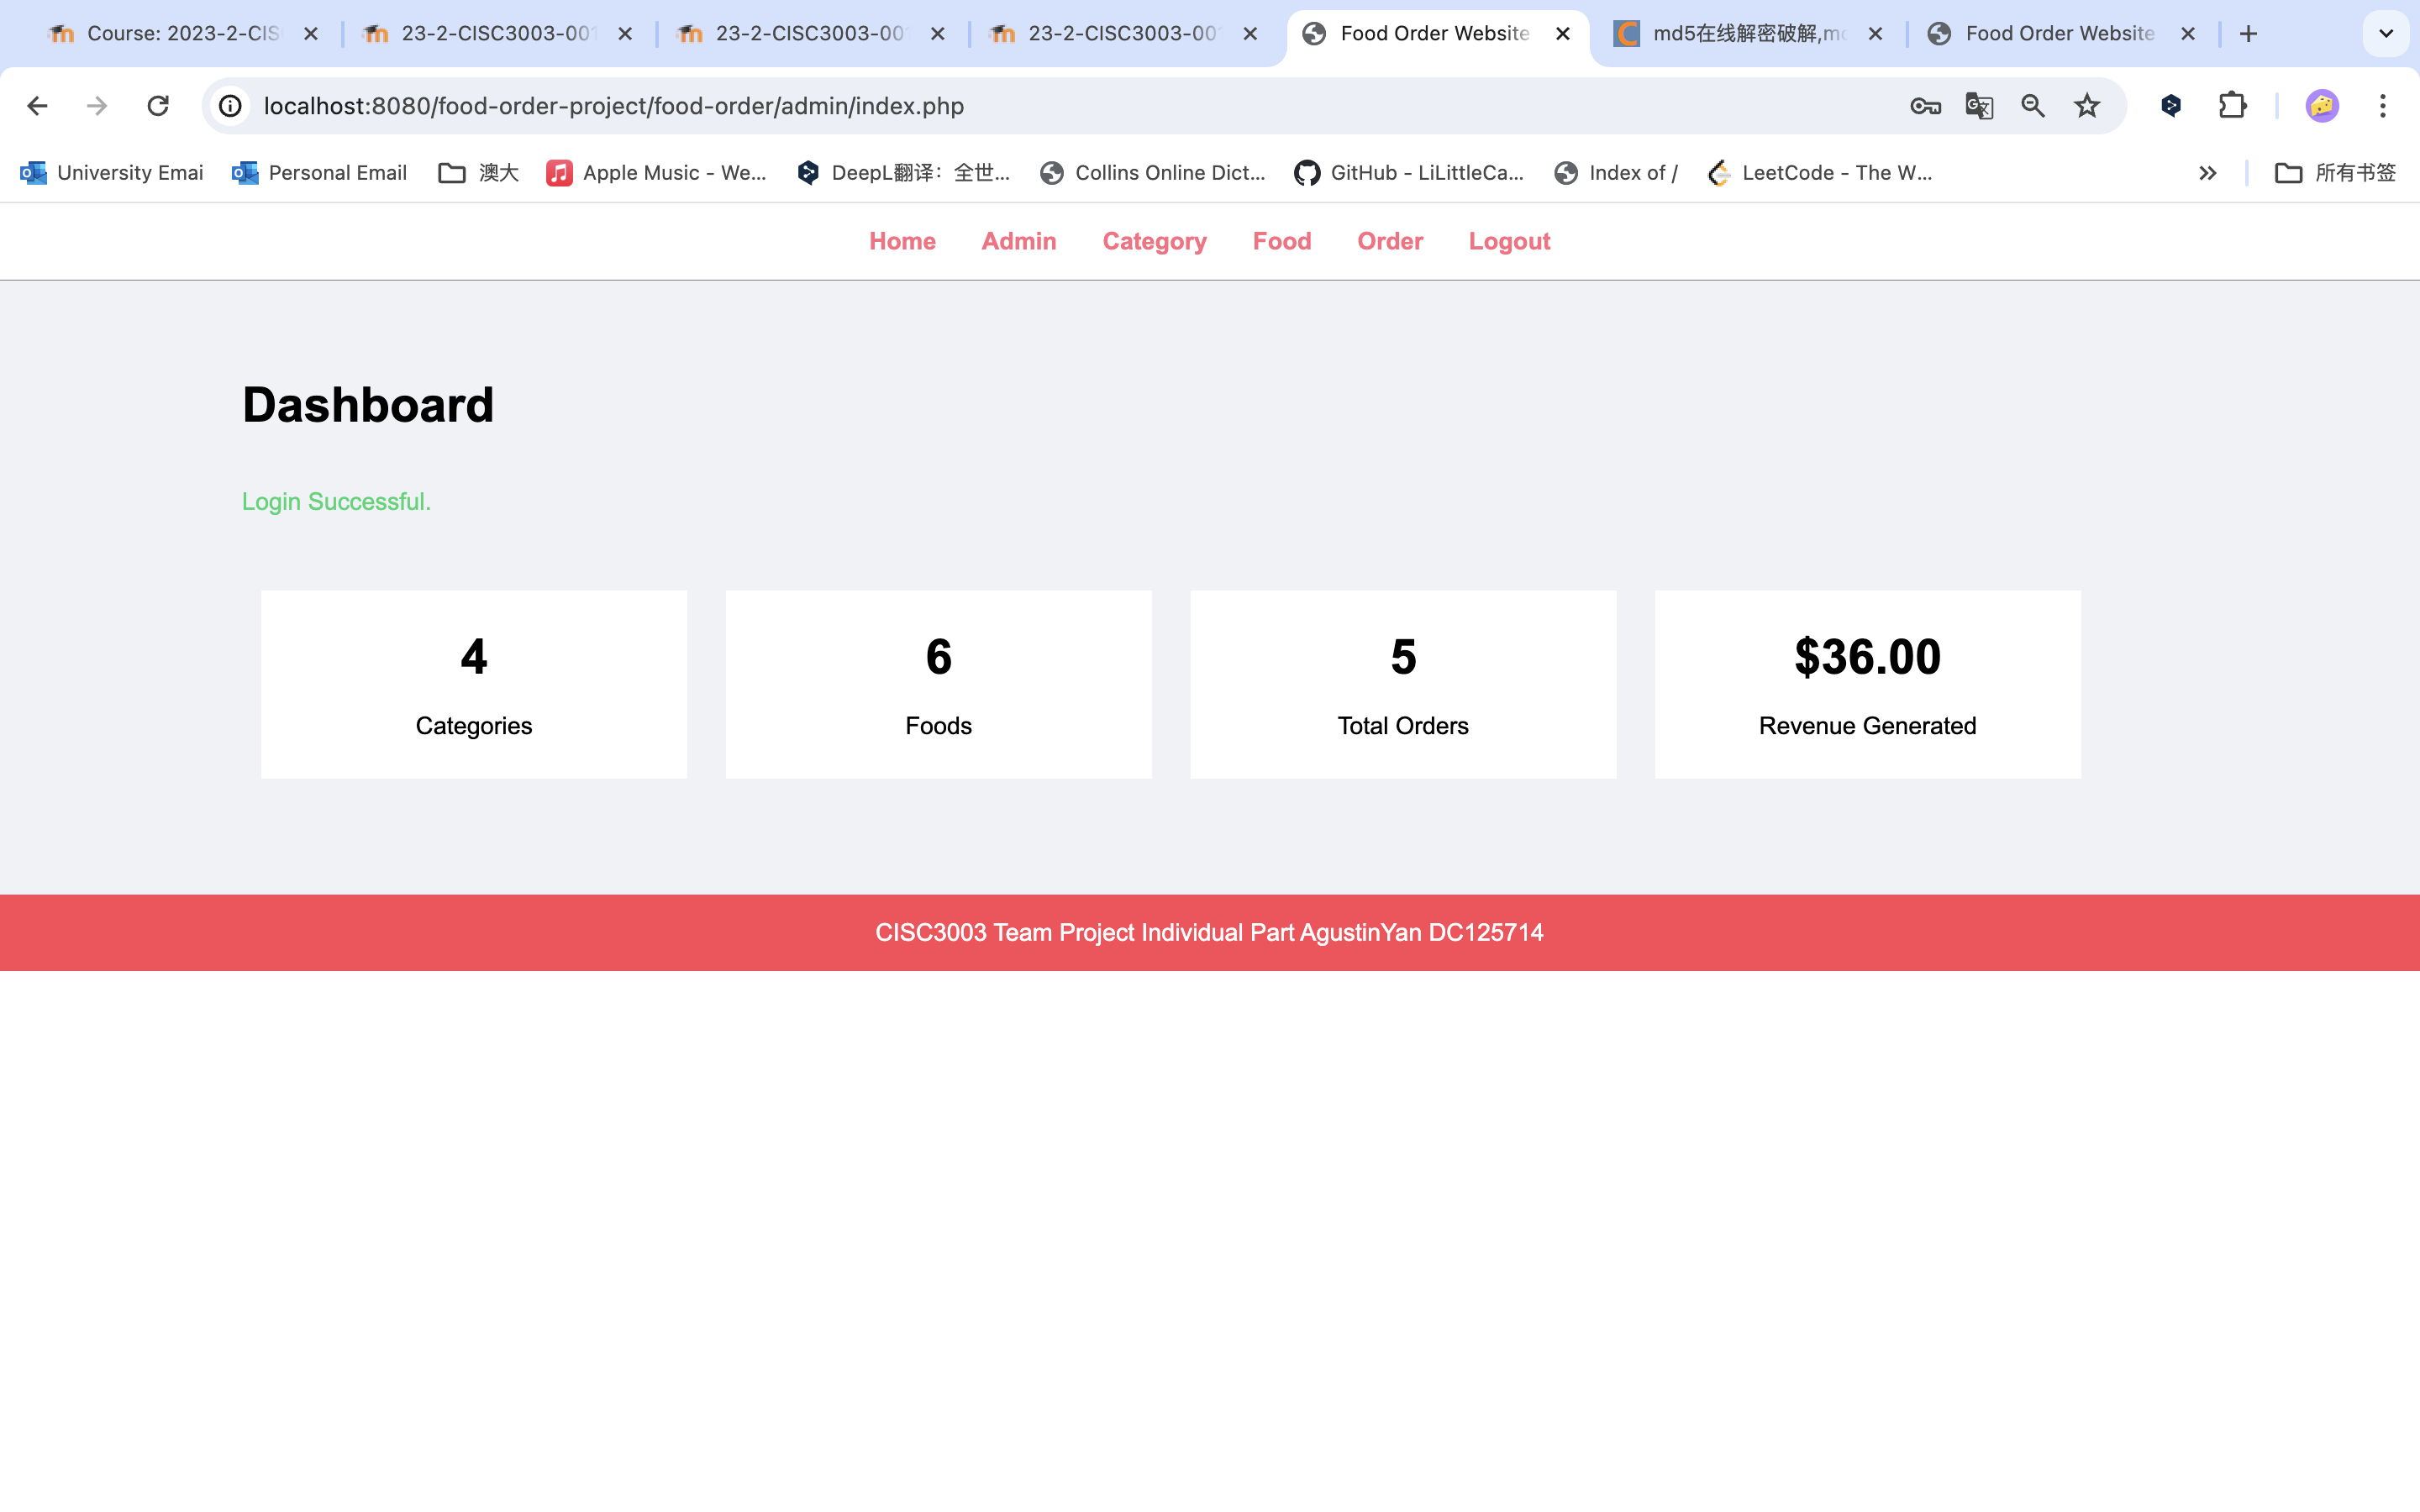 Course: 2023-2-CIS
23-2-CISC3003-001
23-2-CISC3003-00
23-2-CISC3003-00
Food Order Website
md5在线解密破解,md
Food Order Website
localhost:8080/food-order-project/food-order/admin/index.php
University Emai
Personal Email
澳大
Apple Music - We...
DeepL翻译：全世...
Collins Online Dict...
GitHub - LiLittleCa...
Index of /
LeetCode - The W...
所有书签
Home
Admin
Category
Food
Order
Logout
Dashboard
Login Successful.
4
Categories
6
Foods
5
Total Orders
$36.00
Revenue Generated
CISC3003 Team Project Individual Part AgustinYan DC125714